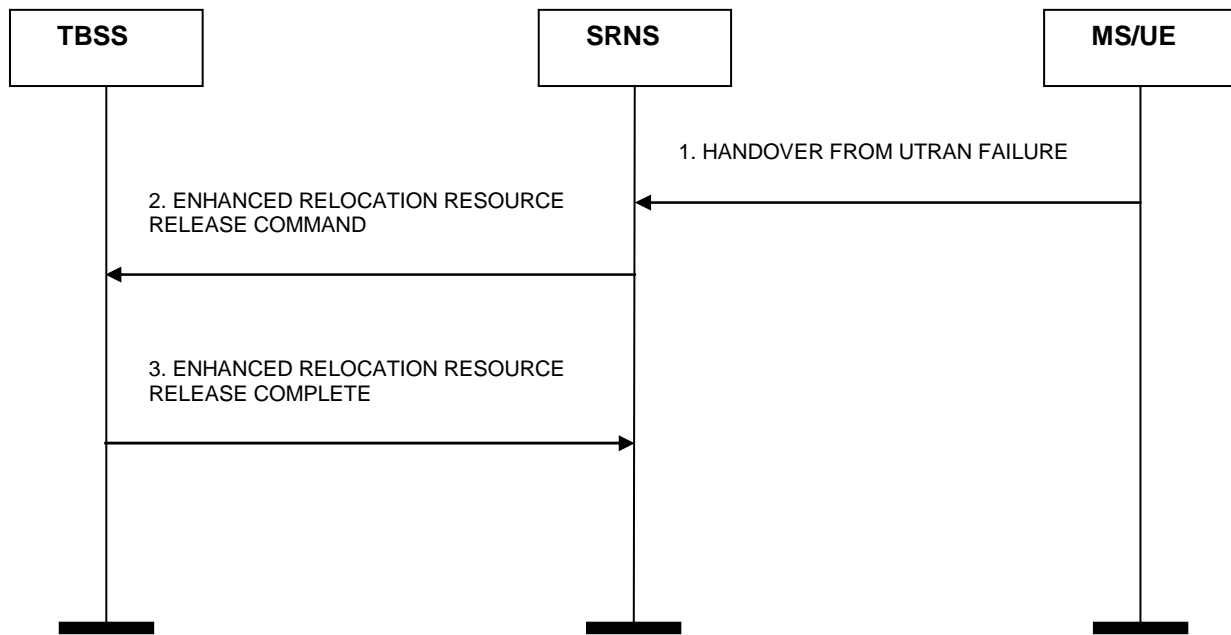 TBSS
SRNS
MS/UE
1. HANDOVER FROM UTRAN FAILURE
2. ENHANCED RELOCATION RESOURCE
RELEASE COMMAND
3. ENHANCED RELOCATION RESOURCE
RELEASE COMPLETE